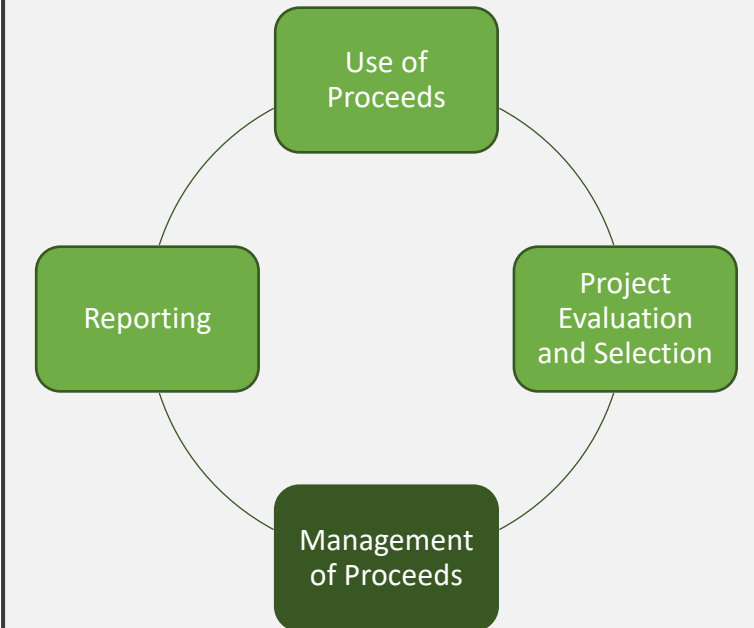 Use of
Proceeds
Project
Evaluation
and Selection
Management
of Proceeds
Reporting